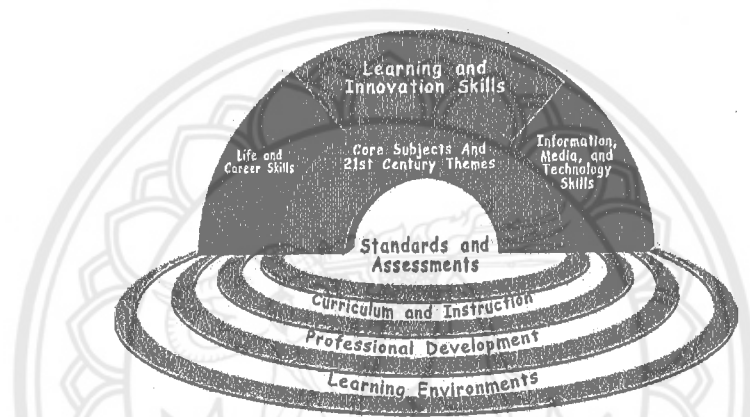 Learning and
Innovation Skills
Life and
Career Skills
Core Subjects And
21st Century Themes
Information,
Media, and
Technology
Skills
Standards and
Assessments
Curriculum and Instruction
Professional Development
Learning Environments